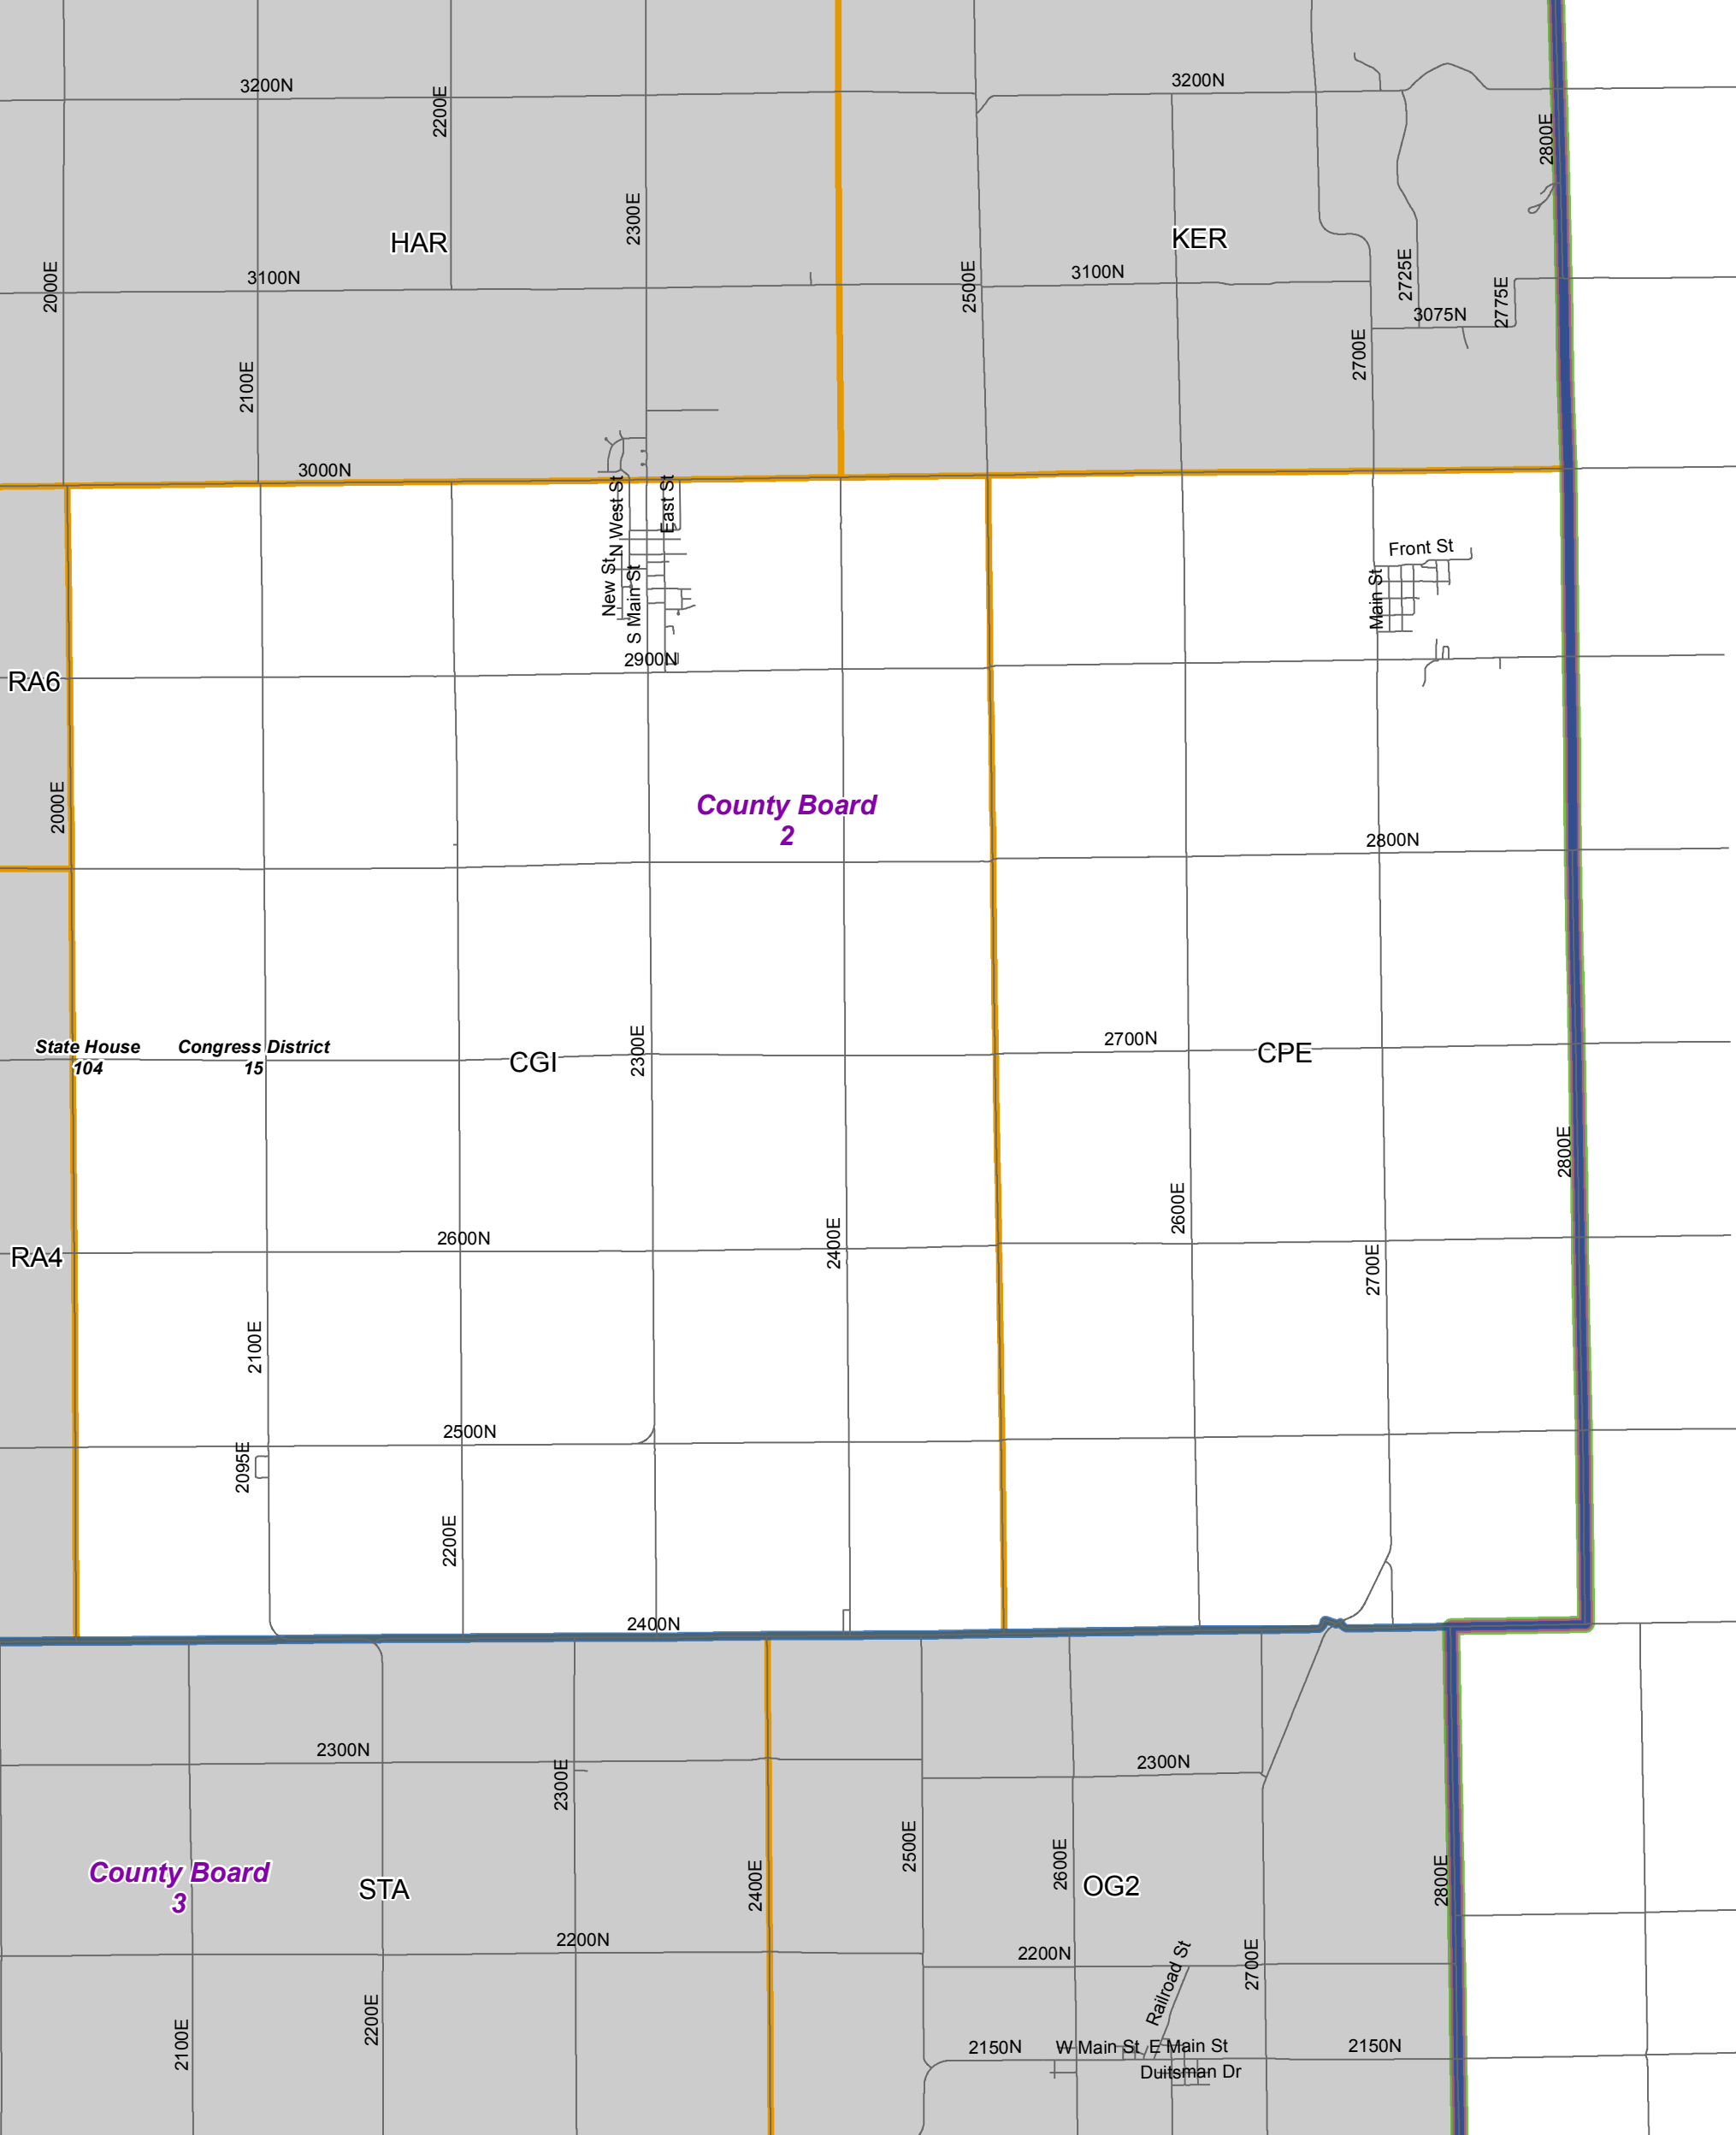 3200N
3200N
2200E
2800E
2300E
HAR
KER
2000E
3100N
2500E
3100N
2725E
2775E
3075N
2100E
2700E
3000N
N West St
East St
Front St
New St
S Main St
Main St
2900N
RA6
2000E
County Board
2
2800N
State House
104
Congress District
15
CGI
2300E
2700N
CPE
2800E
2600E
2600N
2400E
RA4
2700E
2100E
2500N
2095E
2200E
2400N
2300N
2300E
2300N
2500E
2600E
County Board
3
STA
2400E
OG2
2800E
2200N
2200N
2700E
Railroad St
2100E
2200E
2150N
W Main St
E Main St
2150N
Duitsman Dr